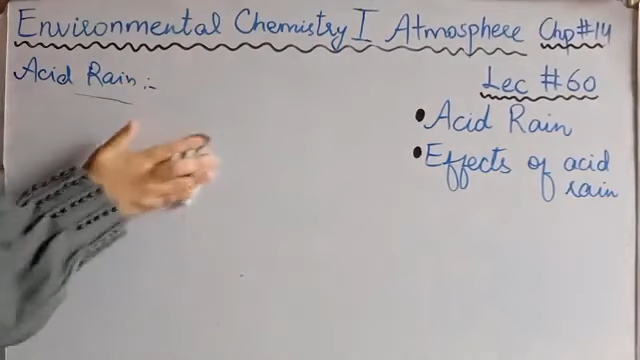 Environmental Chemistry I Atmosphere Chp#14
Acid Rain:-
Lec #60
• Acid Rain
• Effects of acid
rain